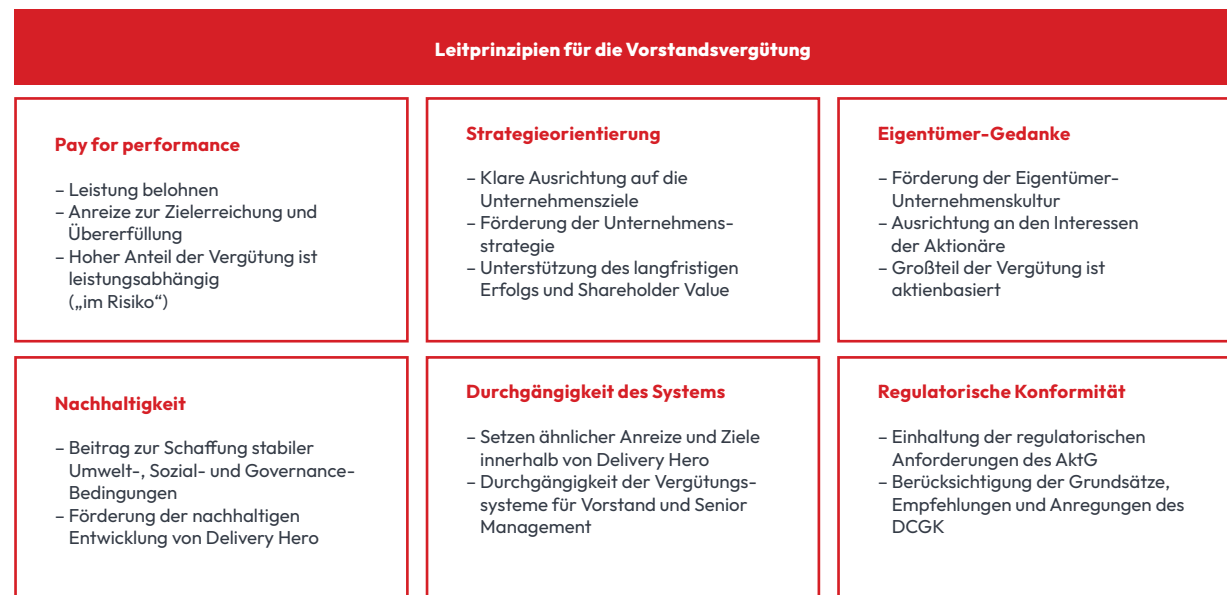 Leitprinzipien für die Vorstandsvergütung
Pay for performance
– Leistung belohnen
– Anreize zur Zielerreichung und
Übererfüllung
– Hoher Anteil der Vergütung ist
leistungsabhängig
(„im Risiko“)
Strategieorientierung
– Klare Ausrichtung auf die
Unternehmensziele
– Förderung der Unternehmens-
strategie
– Unterstützung des langfristigen
Erfolgs und Shareholder Value
Eigentümer-Gedanke
– Förderung der Eigentümer-
Unternehmenskultur
– Ausrichtung an den Interessen
der Aktionäre
– Großteil der Vergütung ist
aktienbasiert
Nachhaltigkeit
– Beitrag zur Schaffung stabiler
Umwelt-, Sozial- und Governance-
Bedingungen
– Förderung der nachhaltigen
Entwicklung von Delivery Hero
Durchgängigkeit des Systems
– Setzen ähnlicher Anreize und Ziele
innerhalb von Delivery Hero
– Durchgängigkeit der Vergütungs-
systeme für Vorstand und Senior
Management
Regulatorische Konformität
– Einhaltung der regulatorischen
Anforderungen des AktG
– Berücksichtigung der Grundsätze,
Empfehlungen und Anregungen des
DCGK